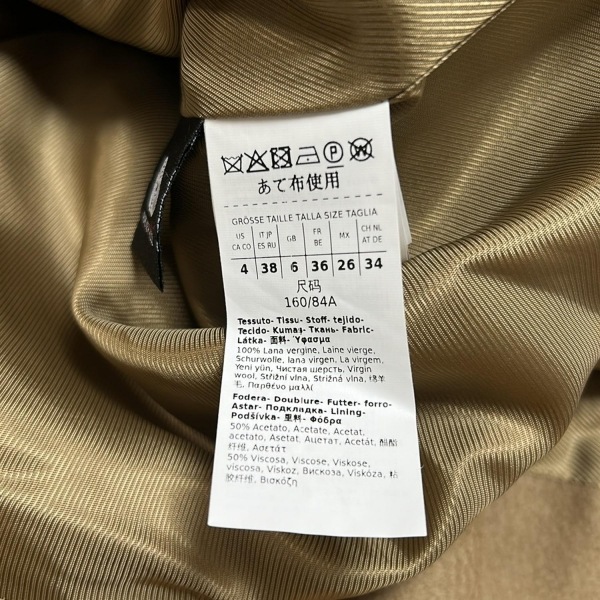 あて布使用
GRÖSSE TAILLE TALLA SIZE TAGLIA
US IT JP GB FR MX CH NL
CA CO ES RU BE AT DE
4 38 6 36 26 34
尺码
160/84A
Tessuto- Tissu- Stoff- tejido-
Tecido- Kumaş- Ткань- Fabric-
Látka- 面料- Ύφασμα
100% Lana vergine, Laine vierge,
Schurwolle, lana virgen, La virgem,
Yeni yün, Чистая шерсть, Virgin
wool, Střižní vlna, Strižná vlna, 绵羊
毛, Παρθένο μαλλί
Fodera- Doublure- Futter- forro-
Astar- Подкладка- Lining-
Podšívka- 里料- Φόδρα
50% Acetato, Acetate, Acetat,
acetato, Asetat, Ацетат, Acetát, 醋酯
纤维, Ασετάτ
50% Viscosa, Viscose, Viskose,
viscosa, Viskoz, Вискоза, Viskóza, 粘
胶纤维, Βισκόζη